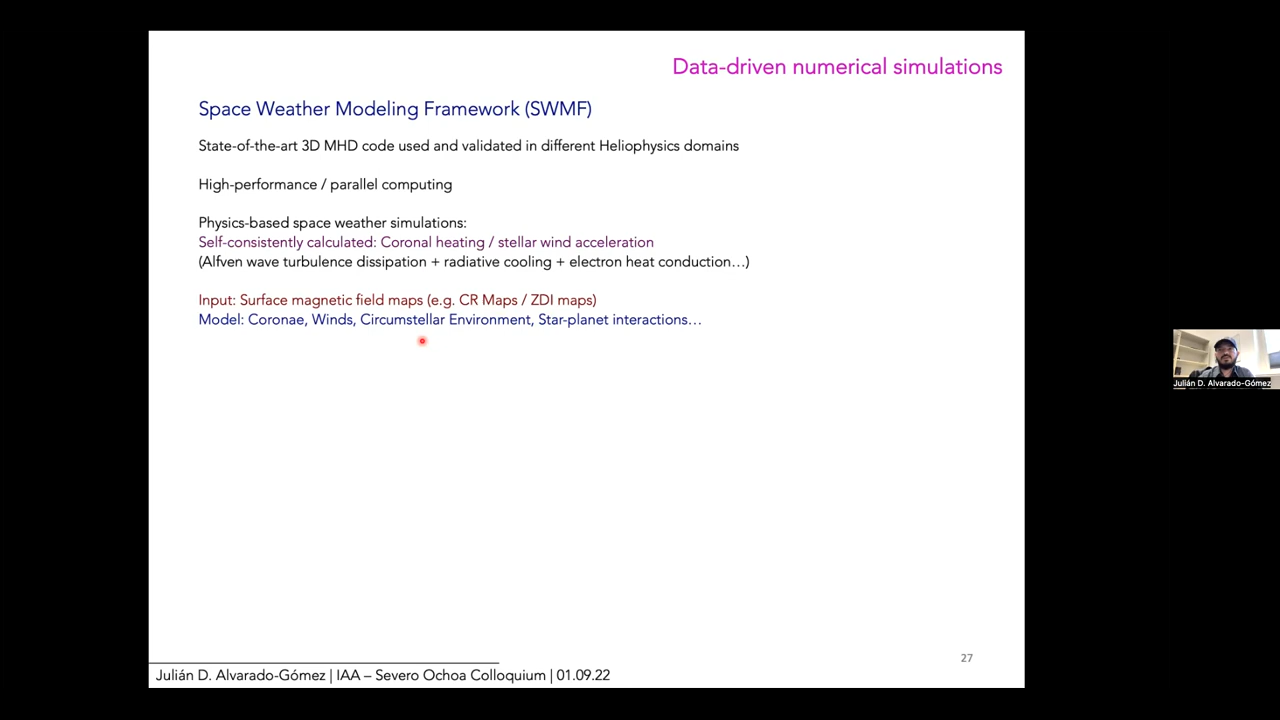 Data-driven numerical simulations
Space Weather Modeling Framework (SWMF)
State-of-the-art 3D MHD code used and validated in different Heliophysics domains
High-performance / parallel computing
Physics-based space weather simulations:
Self-consistently calculated: Coronal heating / stellar wind acceleration
(Alfven wave turbulence dissipation + radiative cooling + electron heat conduction…)
Input: Surface magnetic field maps (e.g. CR Maps / ZDI maps)
Model: Coronae, Winds, Circumstellar Environment, Star-planet interactions…
Julián D. Alvarado-Gómez
27
Julián D. Alvarado-Gómez | IAA – Severo Ochoa Colloquium | 01.09.22